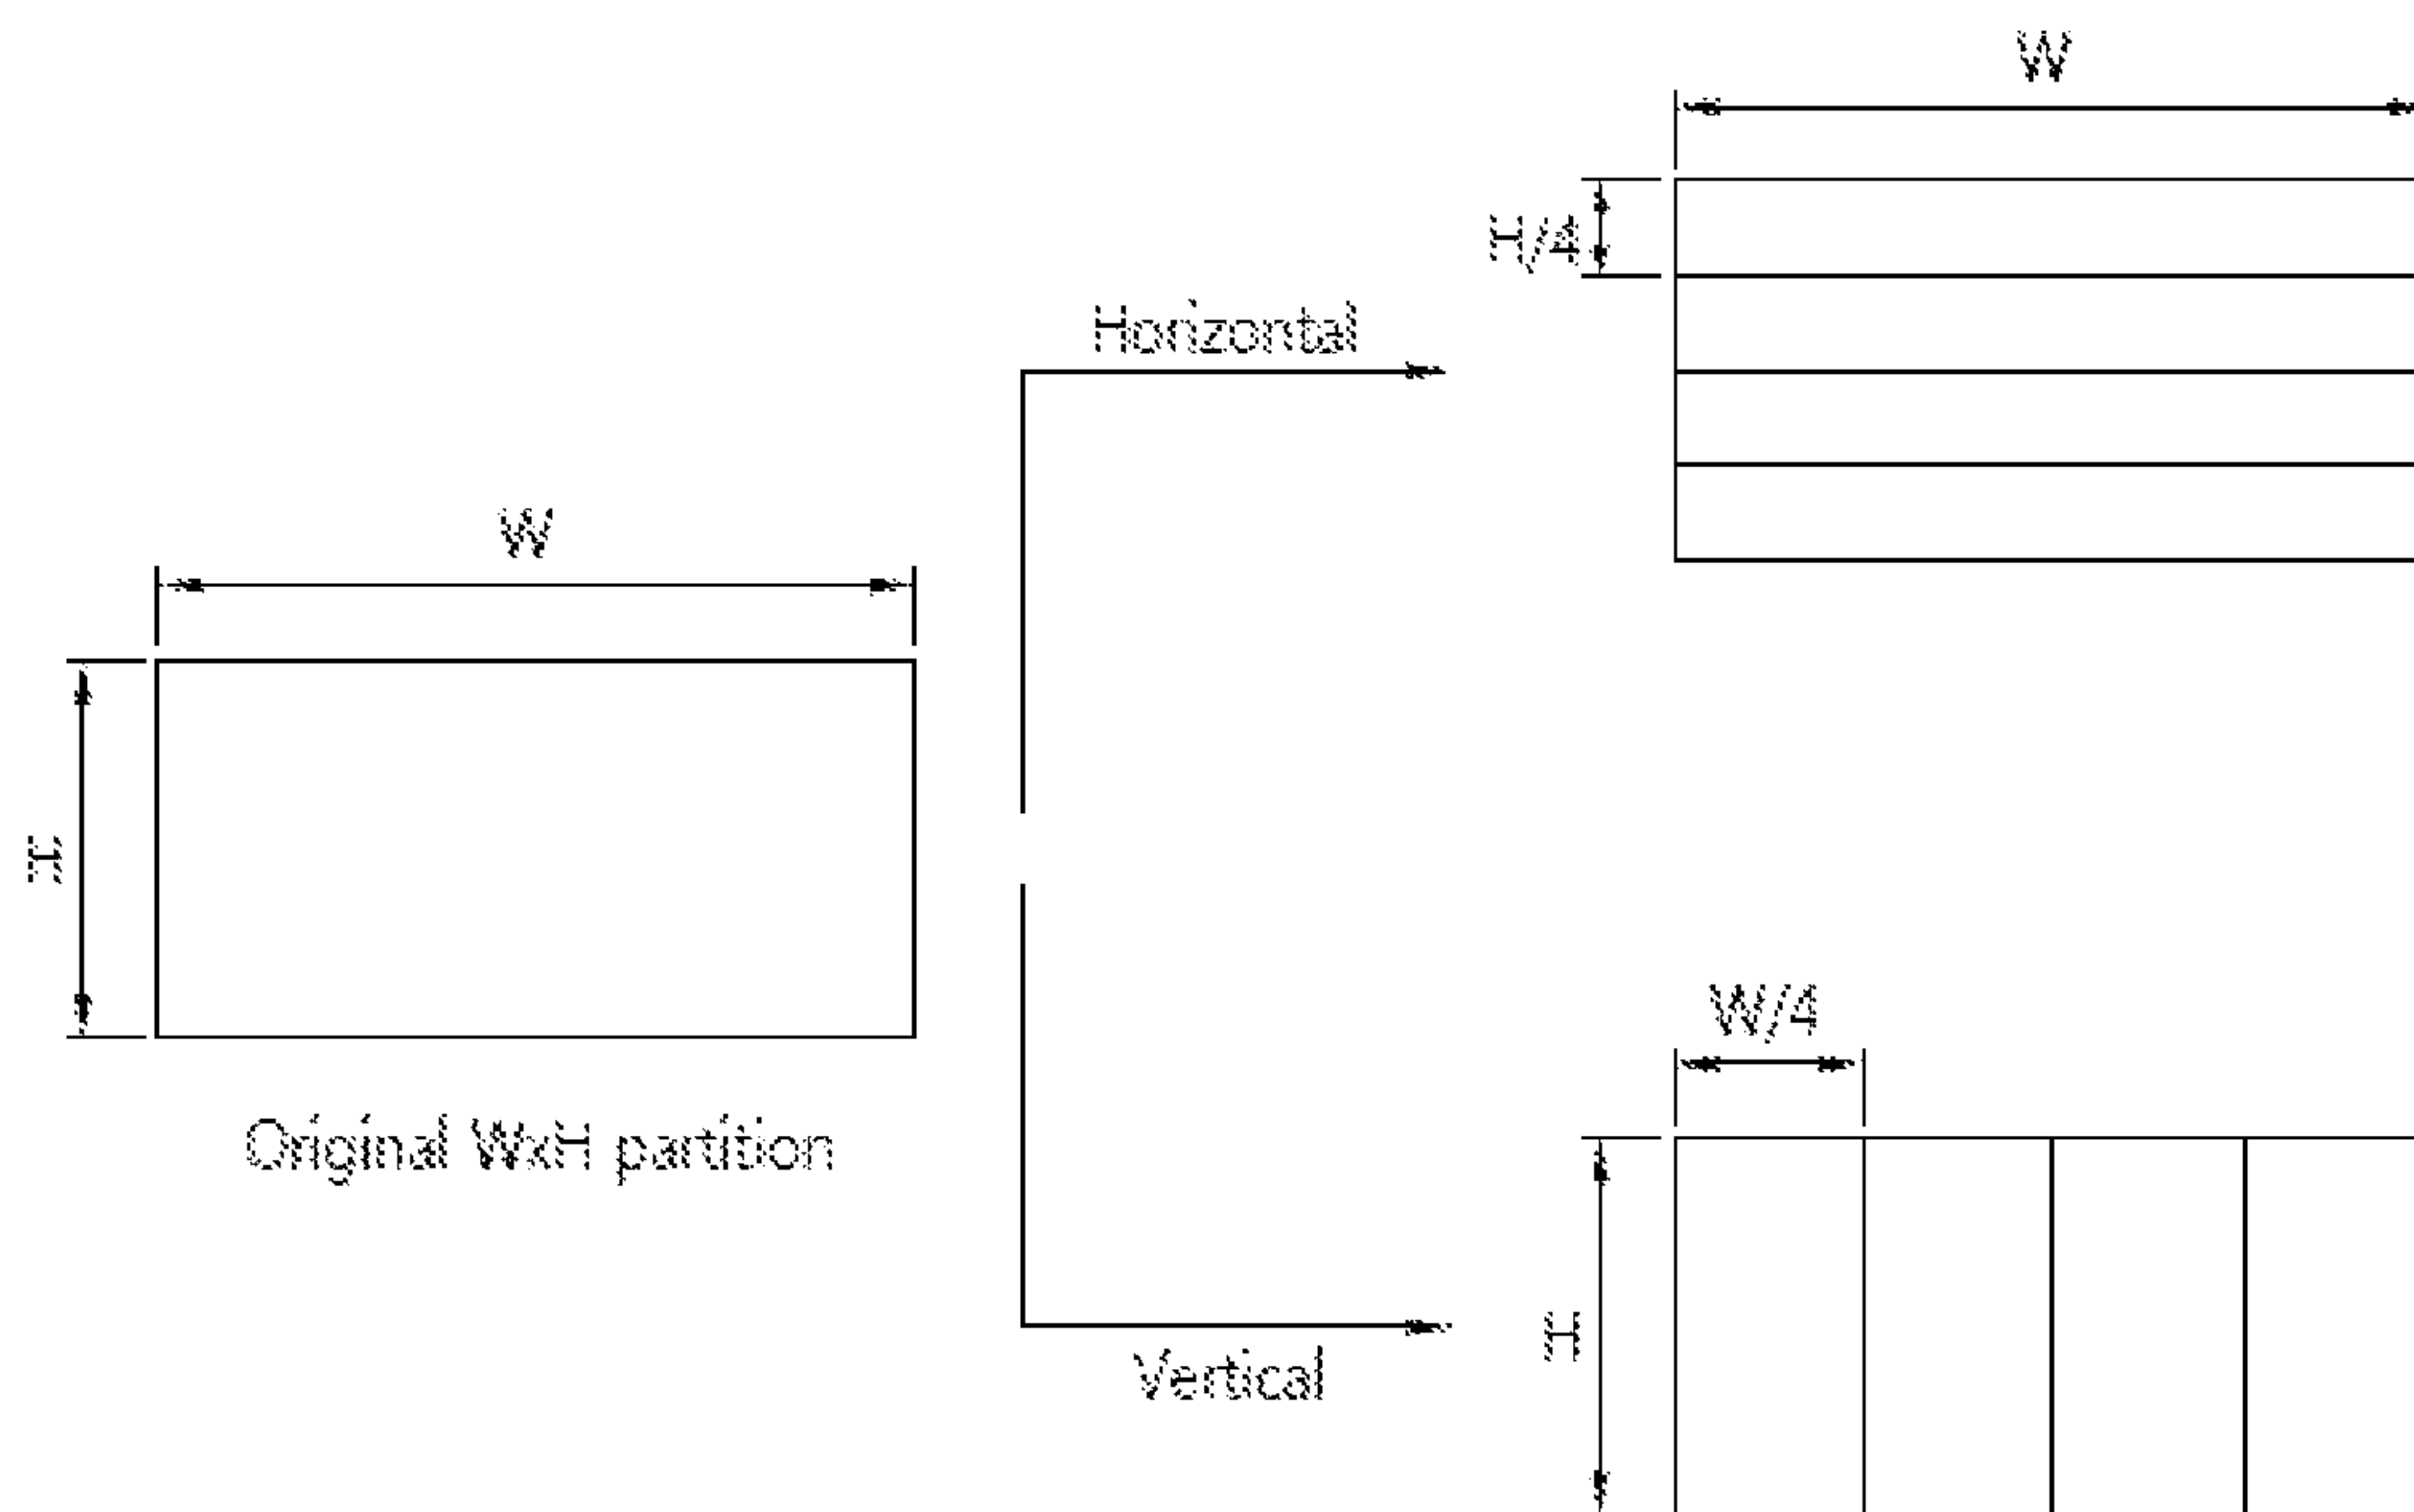 W
H/4
Horizontal
W
H
Original WxH partition
W/4
H
Vertical